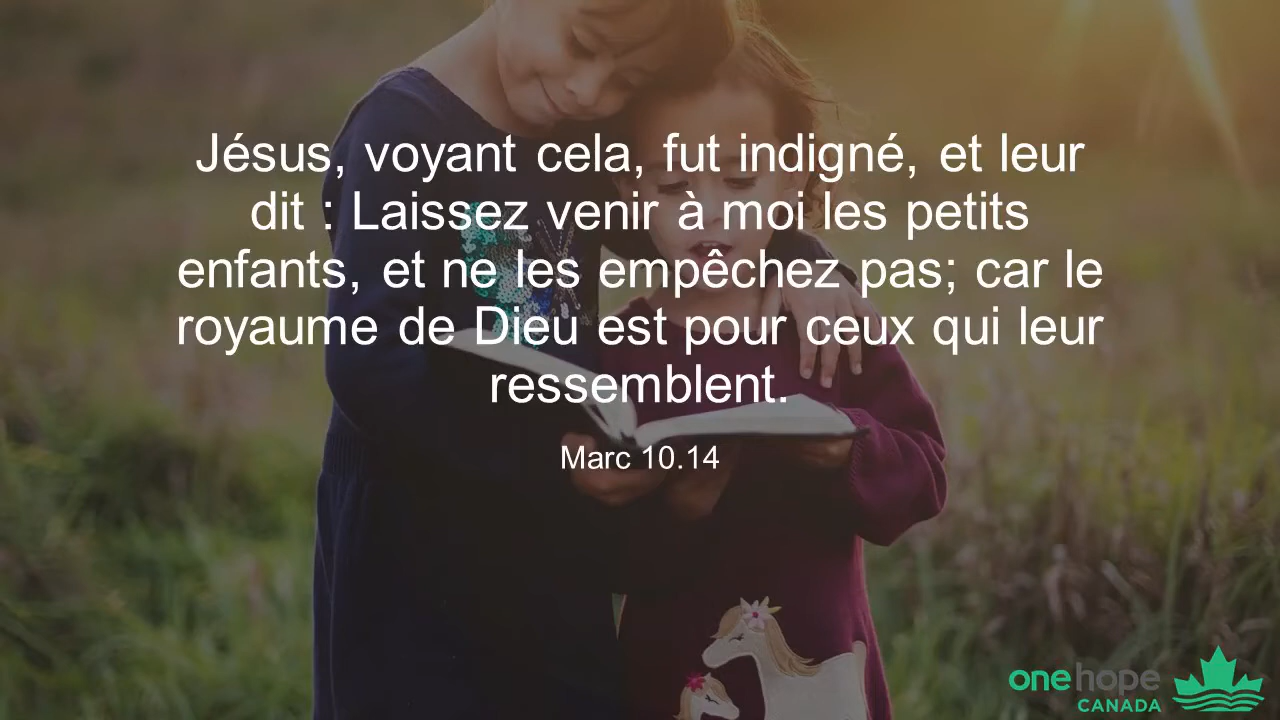 Jésus, voyant cela, fut indigné, et leur
dit : Laissez venir à moi les petits
enfants, et ne les empêchez pas; car le
royaume de Dieu est pour ceux qui leur
ressemblent.
Marc 10.14
onehope
CANADA